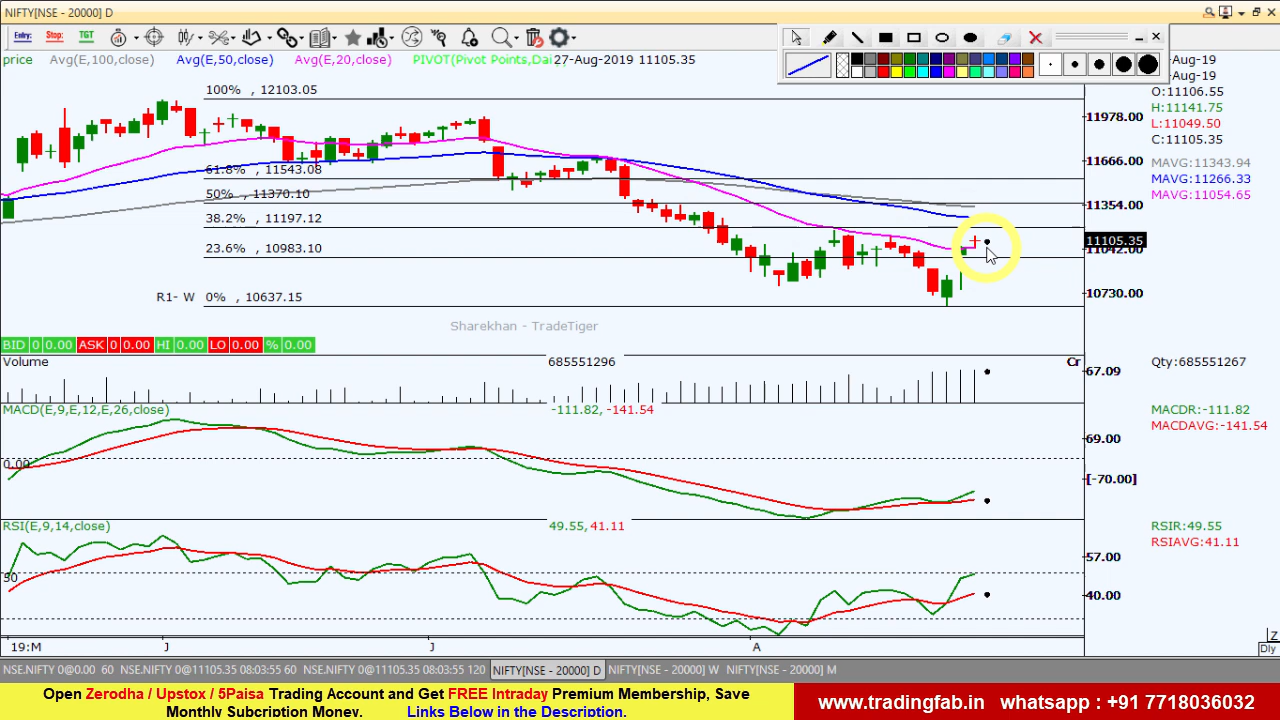 NIFTY[NSE - 20000] D
Entry: Stop: TGT
price Avg(E,100,close) Avg(E,50,close) Avg(E,20,close) PIVOT(Pivot Points,Dai 27-Aug-2019 11105.35
Aug-19
Aug-19
O:11106.55
H:11141.75
L:11049.50
C:11105.35
MAVG:11343.94
MAVG:11266.33
MAVG:11054.65
100% , 12103.05
61.8% , 11543.08
50% , 11370.10
38.2% , 11197.12
23.6% , 10983.10
R1- W 0% , 10637.15
11978.00
11666.00
11354.00
11105.35
11042.00
10730.00
Sharekhan - TradeTiger
BID 0 0.00 ASK 0 0.00 HI 0.00 LO 0.00 % 0.00
Volume 685551296 Cr 67.09 Qty:685551267
MACD(E,9,E,12,E,26,close) -111.82, -141.54 MACDR:-111.82
MACDAVG:-141.54
69.00
0.00
[-70.00]
RSI(E,9,14,close) 49.55, 41.11 RSIR:49.55
RSIAVG:41.11
57.00
50
40.00
19:M J J A Z
Dly
NSE.NIFTY 0@0.00 60 NSE.NIFTY 0@11105.35 08:03:55 60 NSE.NIFTY 0@11105.35 08:03:55 120 NIFTY[NSE - 20000] D NIFTY[NSE - 20000] W NIFTY[NSE - 20000] M
Open Zerodha / Upstox / 5Paisa Trading Account and Get FREE Intraday Premium Membership, Save
Monthly Subcription Money. Links Below in the Description.
www.tradingfab.in whatsapp : +91 7718036032